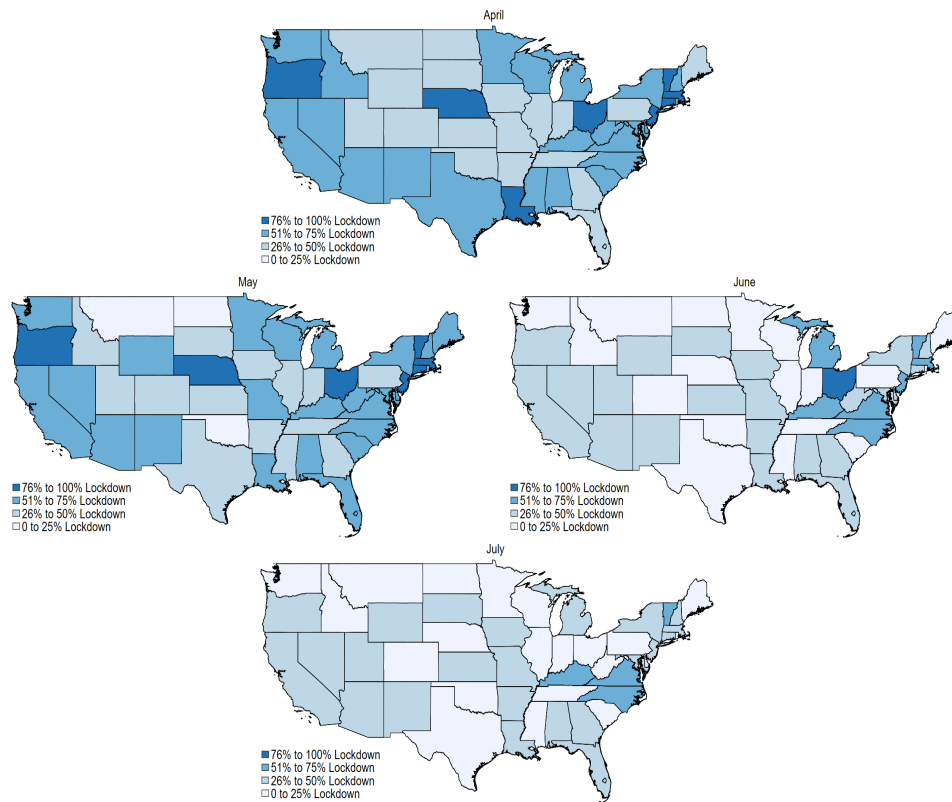 April
76% to 100% Lockdown
51% to 75% Lockdown
26% to 50% Lockdown
0 to 25% Lockdown
May
76% to 100% Lockdown
51% to 75% Lockdown
26% to 50% Lockdown
0 to 25% Lockdown
June
76% to 100% Lockdown
51% to 75% Lockdown
26% to 50% Lockdown
0 to 25% Lockdown
July
76% to 100% Lockdown
51% to 75% Lockdown
26% to 50% Lockdown
0 to 25% Lockdown